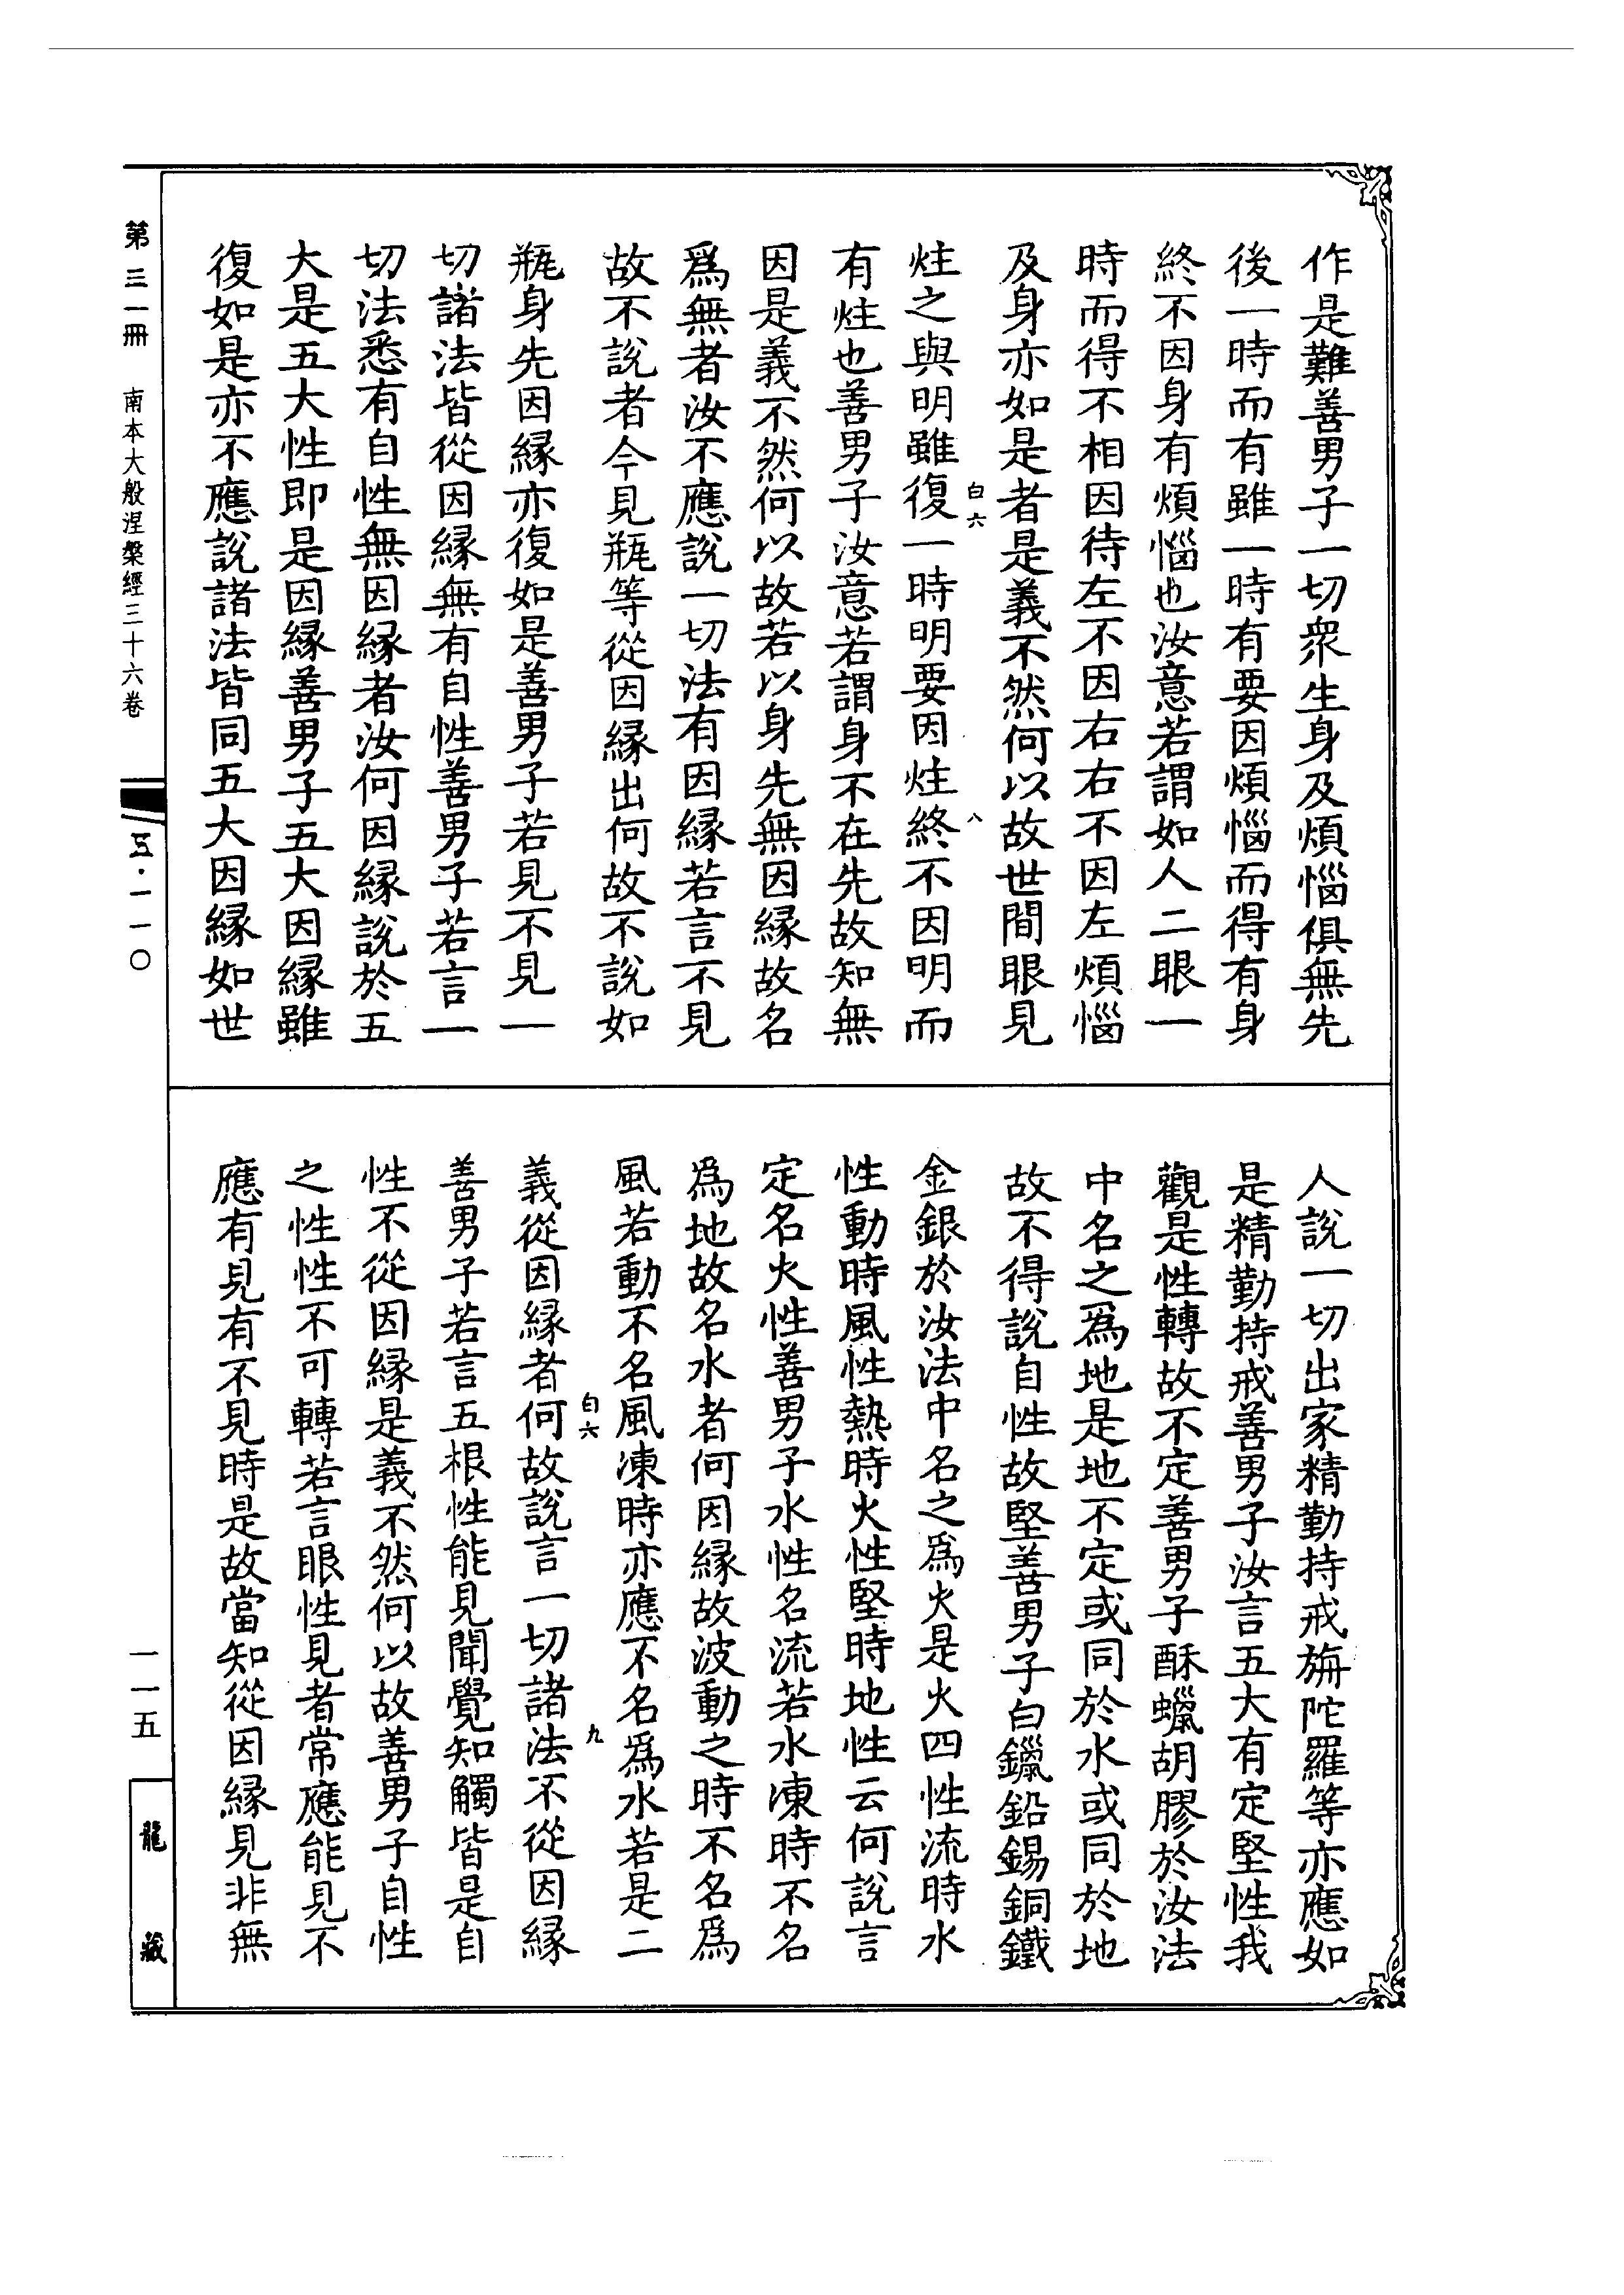 作是難善男子一切衆生身及煩惱俱無先
後一時而有雖一時有要因煩惱而得有身
終不因身有煩惱也汝意若謂如人二眼一
時而得不相因待左不因右右不因左煩惱
及身亦如是者是義不然何以故世間眼見
白六
八
炷之與明雖復一時明要因炷終不因明而
有炷也善男子汝意若謂身不在先故知無
因是義不然何以故若以身先無因縁故名
爲無者汝不應說一切法有因縁若言不見
故不說者今見瓶等從因縁出何故不說如
瓶身先因縁亦復如是善男子若見不見一
切諸法皆從因縁無有自性善男子若言一
切法悉有自性無因縁者汝何因縁說於五
大是五大性即是因縁善男子五大因縁雖
復如是亦不應說諸法皆同五大因縁如世
人說一切出家精勤持戒旃陀羅等亦應如
是精勤持戒善男子汝言五大有定堅性我
觀是性轉故不定善男子酥蠟胡膠於汝法
中名之爲地是地不定或同於水或同於地
故不得說自性故堅善男子白鑞鉛錫銅鐵
金銀於汝法中名之爲火是火四性流時水
性動時風性熱時火性堅時地性云何說言
定名火性善男子水性名流若水凍時不名
爲地故名水者何因縁故波動之時不名爲
風若動不名風凍時亦應不名爲水若是二
白六
九
義從因縁者何故說言一切諸法不從因縁
善男子若言五根性能見聞覺知觸皆是自
性不從因縁是義不然何以故善男子自性
之性性不可轉若言眼性見者常應能見不
應有見有不見時是故當知從因縁見非無
第三一冊　南本大般涅槃經三十六卷
三五·一一〇
一一五
龍藏